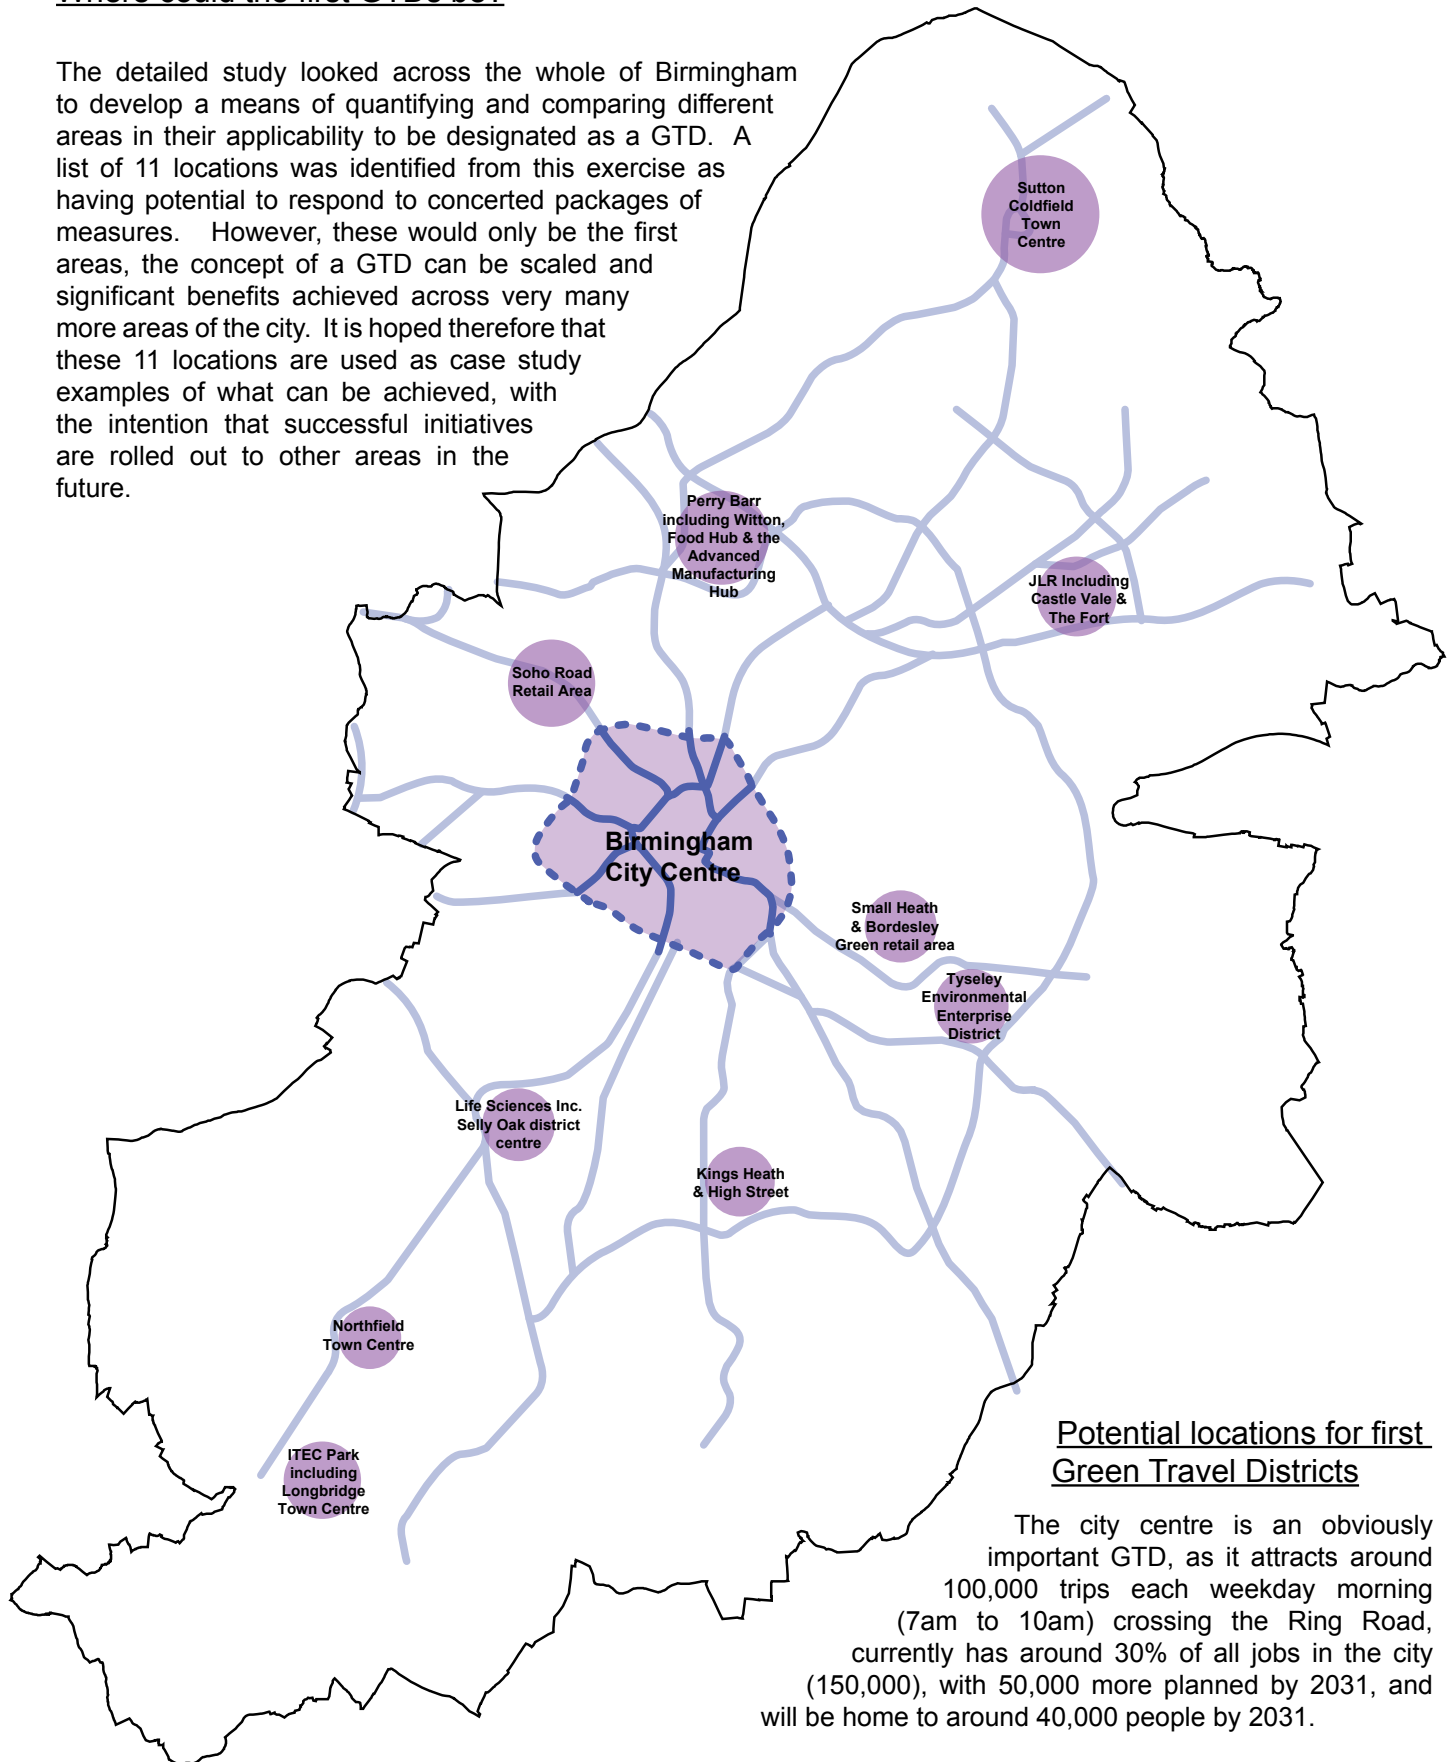 Where could the first GTDs be?
The detailed study looked across the whole of Birmingham
to develop a means of quantifying and comparing different
areas in their applicability to be designated as a GTD. A
list of 11 locations was identified from this exercise as
having potential to respond to concerted packages of
measures. However, these would only be the first
areas, the concept of a GTD can be scaled and
significant benefits achieved across very many
more areas of the city. It is hoped therefore that
these 11 locations are used as case study
examples of what can be achieved, with
the intention that successful initiatives
are rolled out to other areas in the
future.
Sutton
Coldfield
Town
Centre
Perry Barr
including Witton,
Food Hub & the
Advanced
Manufacturing
Hub
JLR Including
Castle Vale &
The Fort
Soho Road
Retail Area
Birmingham
City Centre
Small Heath
& Bordesley
Green retail area
Tyseley
Environmental
Enterprise
District
Life Sciences Inc.
Selly Oak district
centre
Kings Heath
& High Street
Northfield
Town Centre
ITEC Park
including
Longbridge
Town Centre
Potential locations for first
Green Travel Districts
The city centre is an obviously
important GTD, as it attracts around
100,000 trips each weekday morning
(7am to 10am) crossing the Ring Road,
currently has around 30% of all jobs in the city
(150,000), with 50,000 more planned by 2031, and
will be home to around 40,000 people by 2031.